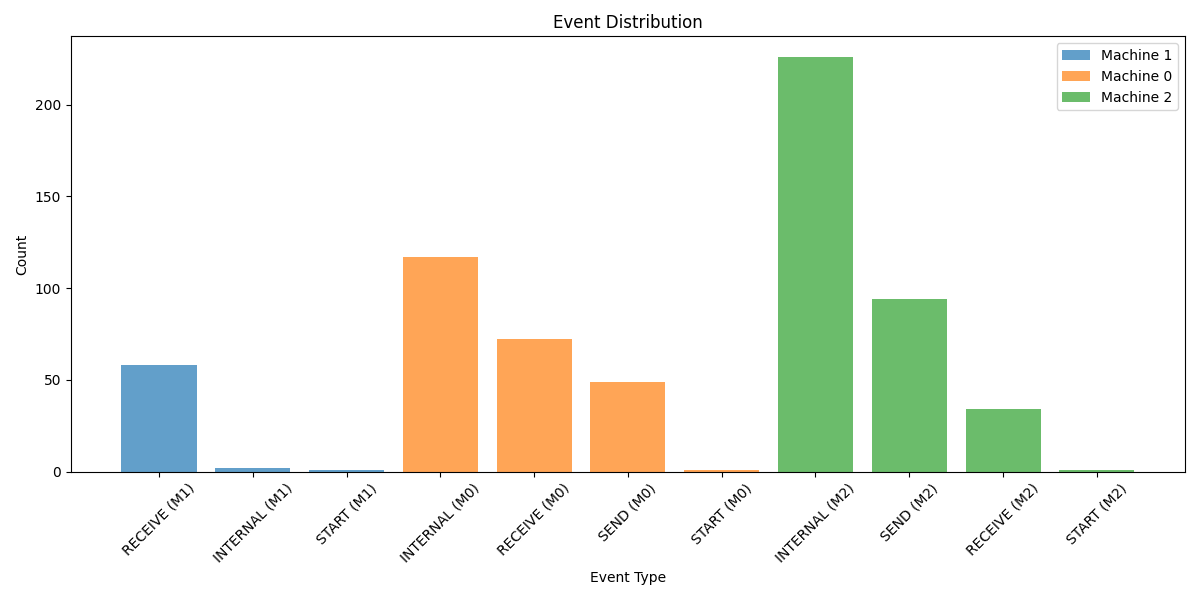 Event Distribution
Machine 1
Machine 0
Machine 2
Count
200
150
100
50
0
RECEIVE (M1)
INTERNAL (M1)
START (M1)
INTERNAL (M0)
RECEIVE (M0)
SEND (M0)
START (M0)
INTERNAL (M2)
SEND (M2)
RECEIVE (M2)
START (M2)
Event Type